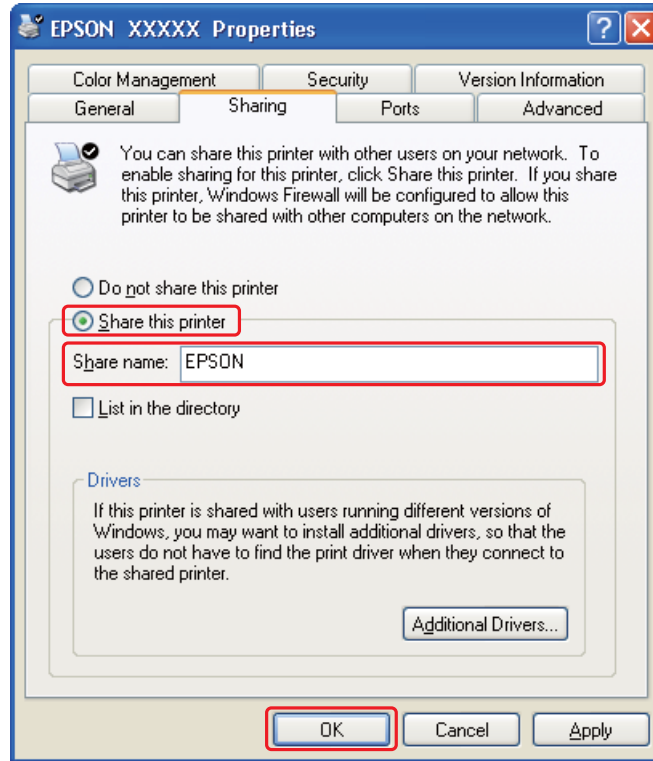 EPSON XXXXX Properties
Color Management Security Version Information
General Sharing Ports Advanced
You can share this printer with other users on your network. To
enable sharing for this printer, click Share this printer. If you share
this printer, Windows Firewall will be configured to allow this
printer to be shared with other computers on the network.
Do not share this printer
Share this printer
Share name: EPSON
List in the directory
Drivers
If this printer is shared with users running different versions of
Windows, you may want to install additional drivers, so that the
users do not have to find the print driver when they connect to
the shared printer.
Additional Drivers...
OK Cancel Apply